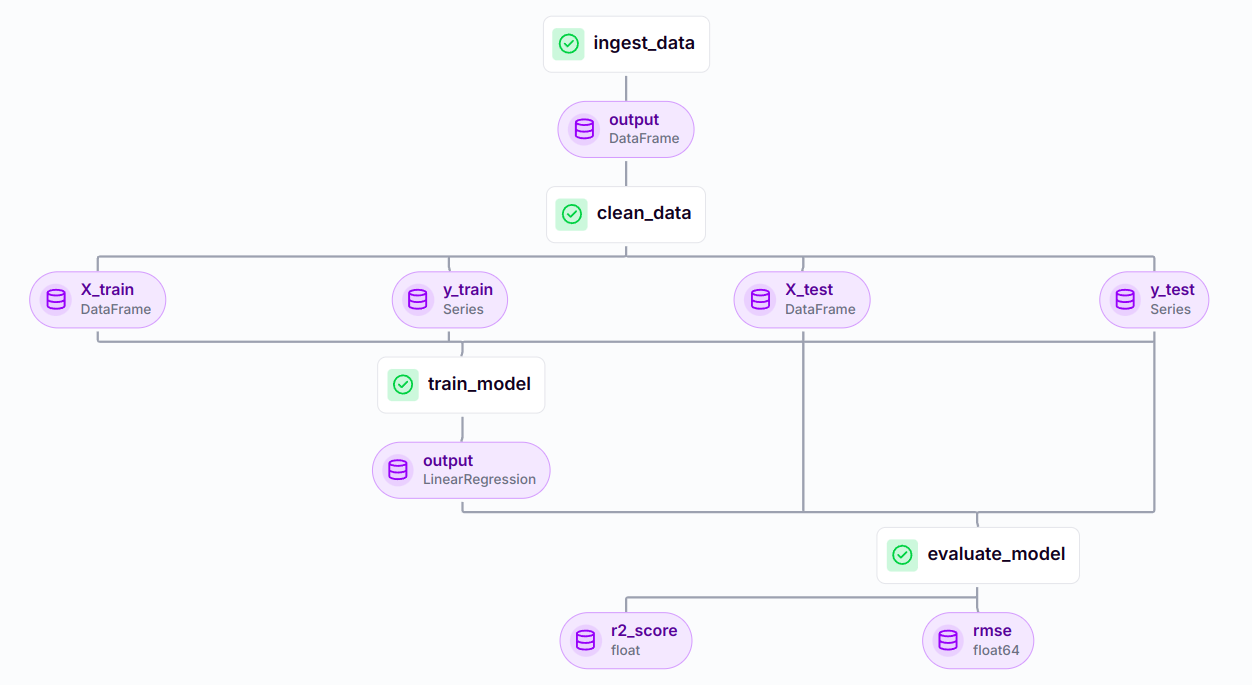 ingest_data
output
DataFrame
clean_data
X_train
DataFrame
y_train
Series
X_test
DataFrame
y_test
Series
train_model
output
LinearRegression
evaluate_model
r2_score
float
rmse
float64